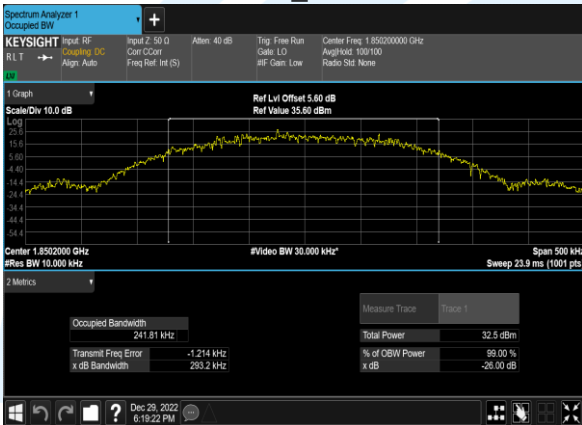 Spectrum Analyzer 1
Occupied BW
KEYSIGHT
RLT
LU
Input: RF
Coupling: DC
Align: Auto
Input Z: 50 Ω
Corr CCorr
Freq Ref: Int (S)
Atten: 40 dB
Trig: Free Run
Gate: LO
#IF Gain: Low
Center Freq: 1.850200000 GHz
Avg|Hold: 100/100
Radio Std: None
1 Graph
Scale/Div 10.0 dB
Ref Lvl Offset 5.60 dB
Ref Value 35.60 dBm
Log
25.6
15.6
5.60
-4.40
-14.4
-24.4
-34.4
-44.4
-54.4
Center 1.8502000 GHz
#Video BW 30.000 kHz*
Span 500 kHz
#Res BW 10.000 kHz
Sweep 23.9 ms (1001 pts)
2 Metrics
Measure Trace
Trace 1
Occupied Bandwidth
241.81 kHz
Total Power
32.5 dBm
Transmit Freq Error
-1.214 kHz
% of OBW Power
99.00 %
x dB Bandwidth
293.2 kHz
x dB
-26.00 dB
?
Dec 29, 2022
6:19:22 PM